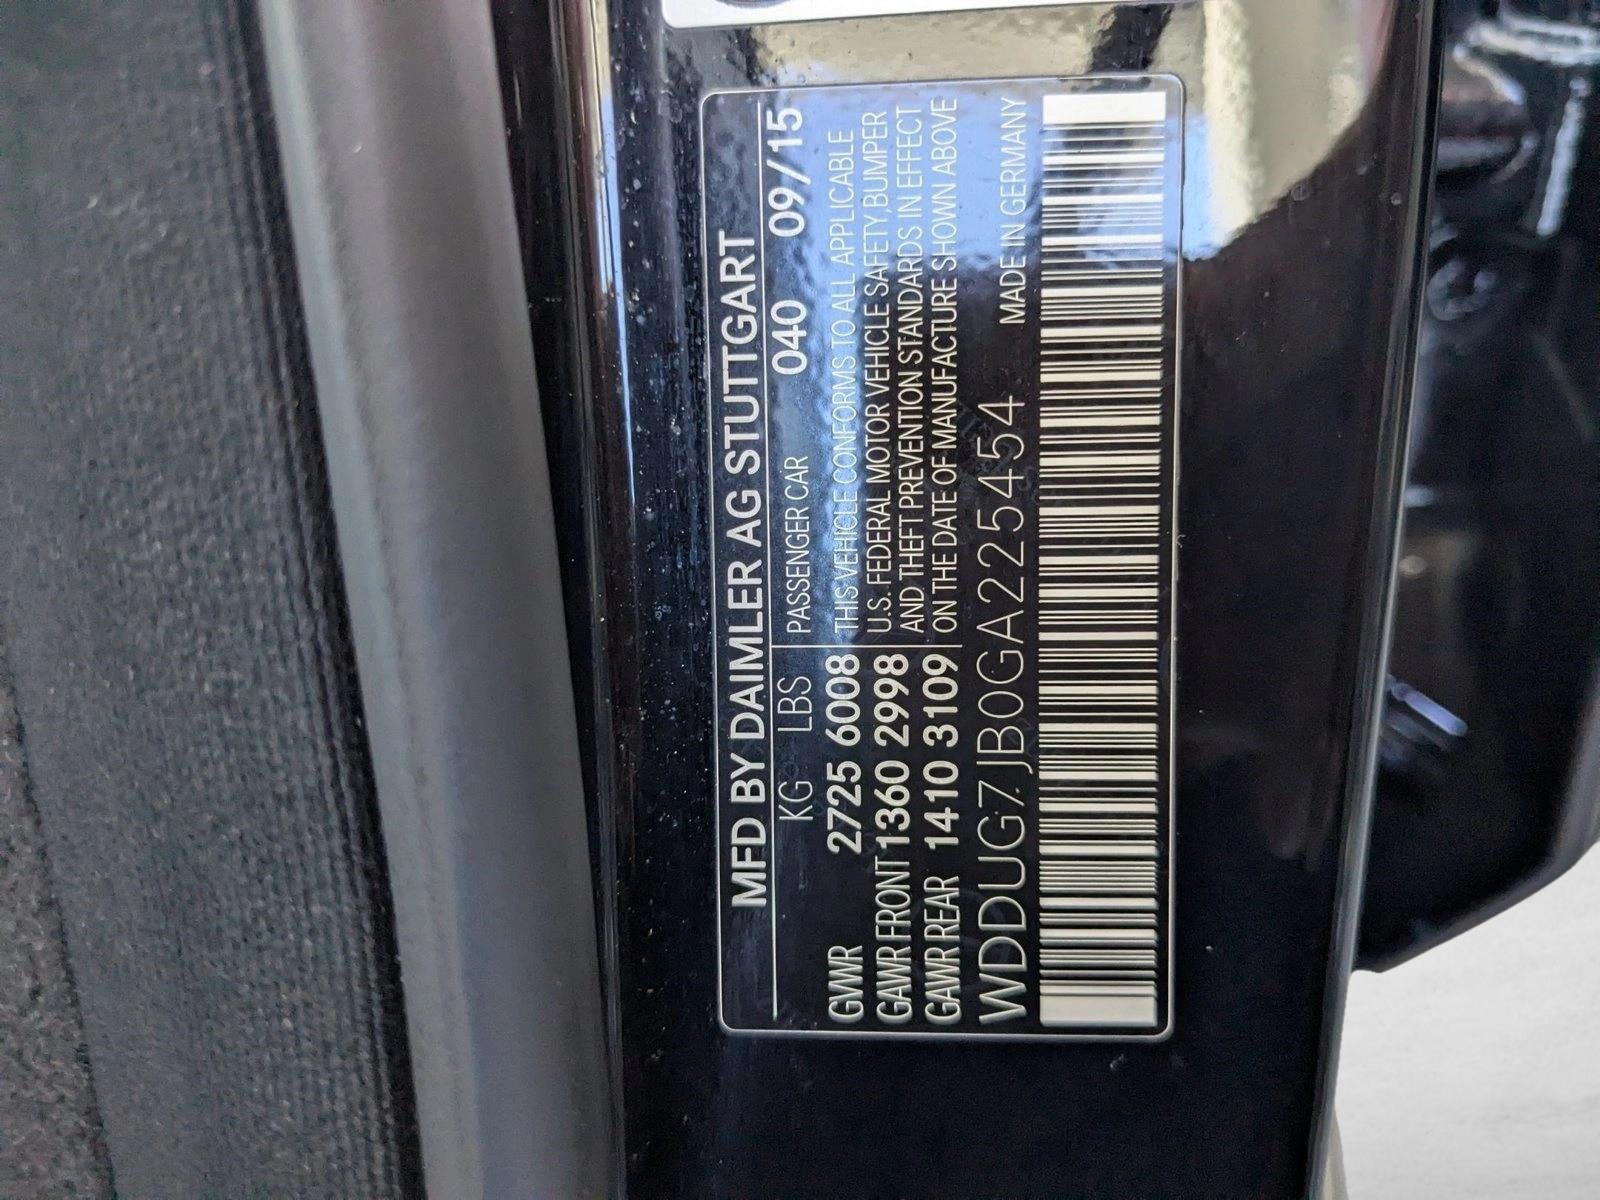 MFD BY DAIMLER AG STUTTGART
KG LBS PASSENGER CAR 040 09/15
GVWR 2725 6008 THIS VEHICLE CONFORMS TO ALL APPLICABLE
GAWR FRONT 1360 2998 U.S. FEDERAL MOTOR VEHICLE SAFETY,BUMPER
GAWR REAR 1410 3109 AND THEFT PREVENTION STANDARDS IN EFFECT
ON THE DATE OF MANUFACTURE SHOWN ABOVE
WDDUG7JB0GA225454 MADE IN GERMANY